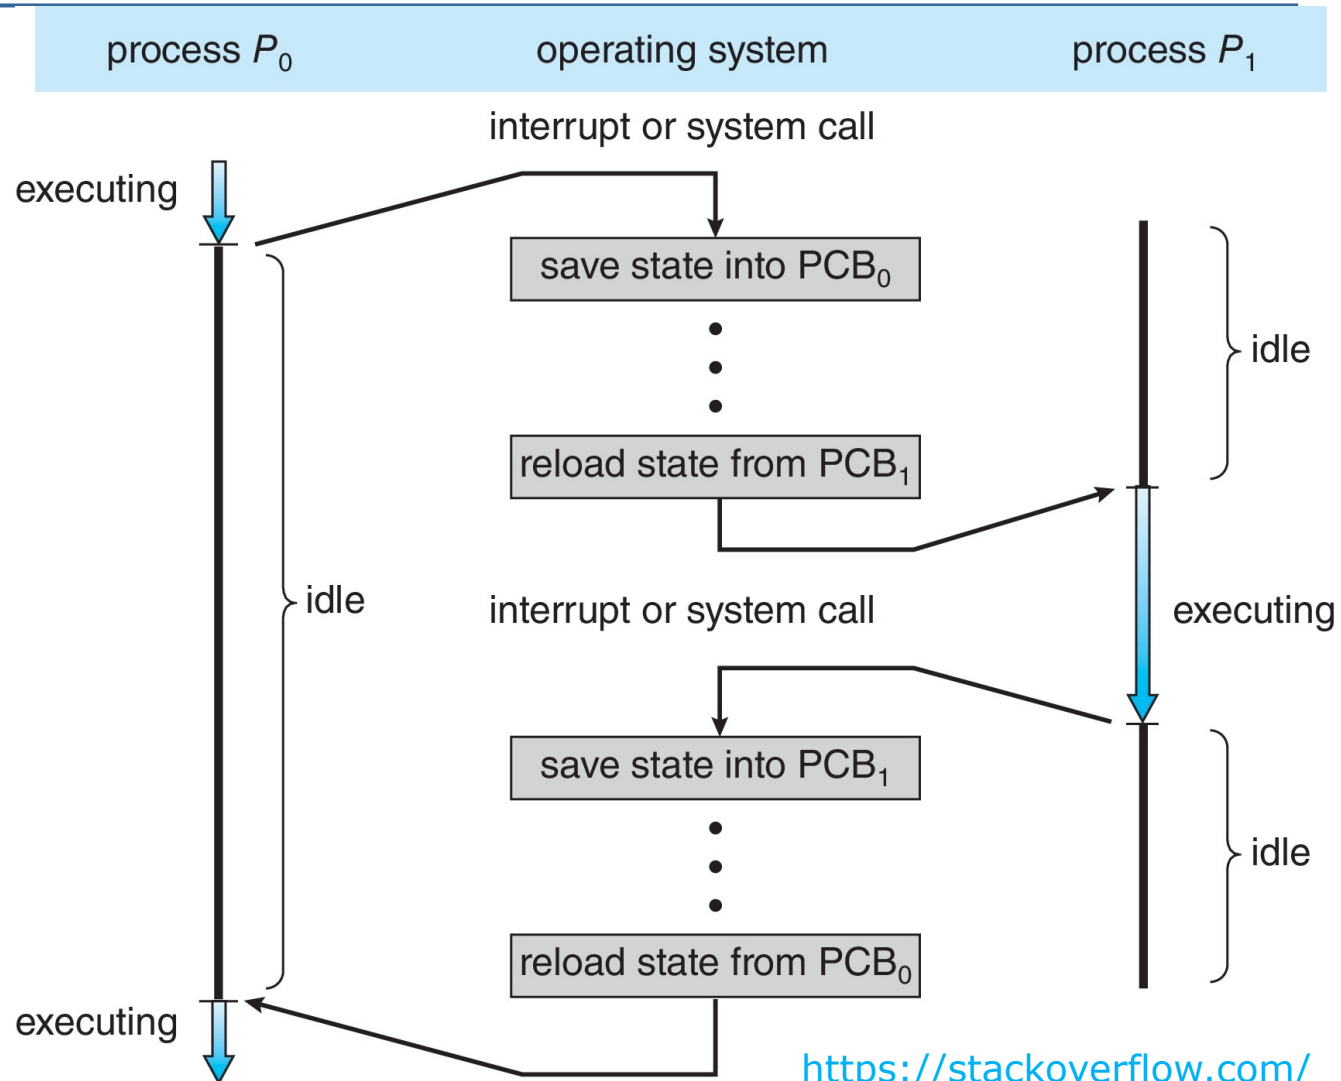 process P₀ operating system process P₁
interrupt or system call
executing
save state into PCB₀
idle
reload state from PCB₁
idle
interrupt or system call
executing
save state into PCB₁
idle
reload state from PCB₀
executing
https://stackoverflow.com/